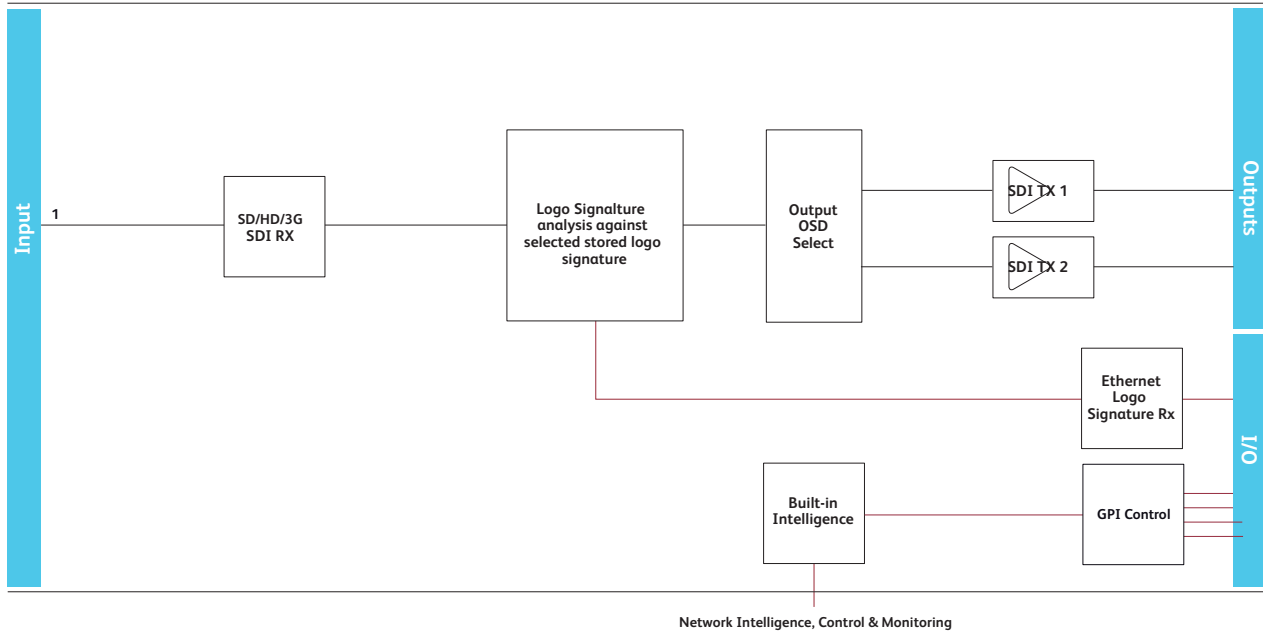 Input
1
SD/HD/3G
SDI RX
Logo Signalture
analysis against
selected stored logo
signature
Output
OSD
Select
SDI TX 1
SDI TX 2
Outputs
Ethernet
Logo
Signature Rx
I/O
Built-in
Intelligence
GPI Control
Network Intelligence, Control & Monitoring